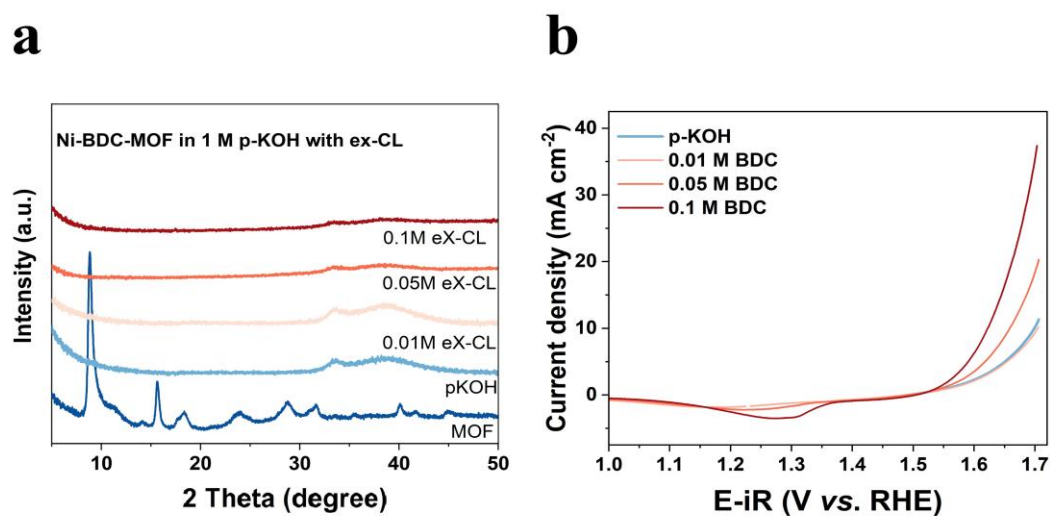 a
Ni-BDC-MOF in 1 M p-KOH with ex-CL
0.1M eX-CL
0.05M eX-CL
0.01M eX-CL
pKOH
MOF
Intensity (a.u.)
10 20 30 40 50
2 Theta (degree)
b
p-KOH
0.01 M BDC
0.05 M BDC
0.1 M BDC
Current density (mA cm⁻²)
40
30
20
10
0
1.0 1.1 1.2 1.3 1.4 1.5 1.6 1.7
E-iR (V vs. RHE)